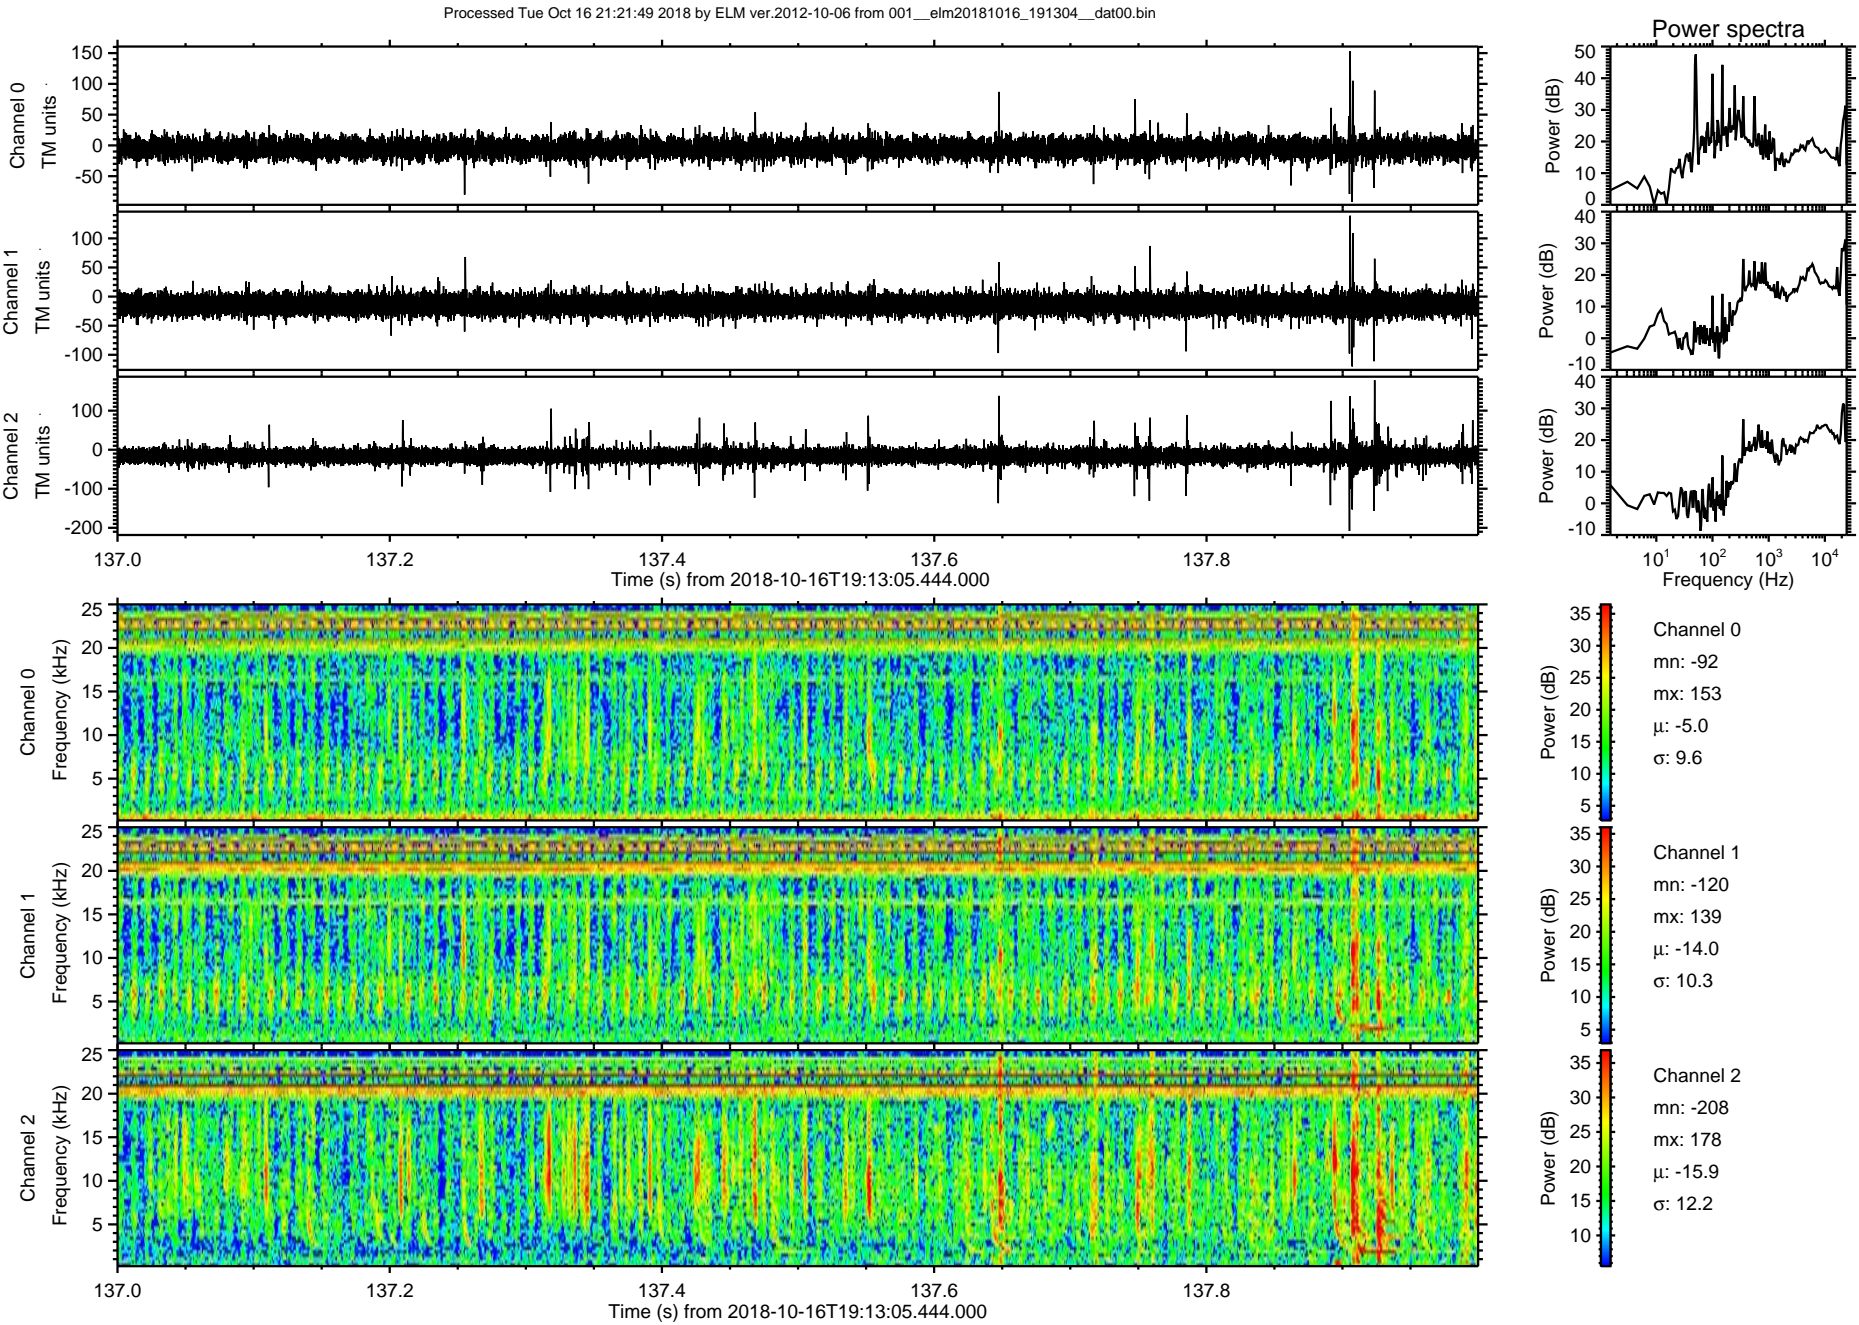 Processed Tue Oct 16 21:21:49 2018 by ELM ver.2012-10-06 from 001__elm20181016_191304__dat00.bin
Power spectra
Channel 0
TM units
150
100
50
0
-50
Power (dB)
50
40
30
20
10
0
Channel 1
TM units
100
50
0
-50
-100
Power (dB)
40
30
20
10
0
-10
Channel 2
TM units
100
0
-100
-200
Power (dB)
40
30
20
10
0
-10
137.0 137.2 137.4 137.6 137.8
Time (s) from 2018-10-16T19:13:05.444.000
10^1 10^2 10^3 10^4
Frequency (Hz)
Channel 0
Frequency (kHz)
25
20
15
10
5
Power (dB)
35
30
25
20
15
10
5
Channel 0
mn: -92
mx: 153
μ: -5.0
σ: 9.6
Channel 1
Frequency (kHz)
25
20
15
10
5
Power (dB)
35
30
25
20
15
10
5
Channel 1
mn: -120
mx: 139
μ: -14.0
σ: 10.3
Channel 2
Frequency (kHz)
25
20
15
10
5
Power (dB)
35
30
25
20
15
10
Channel 2
mn: -208
mx: 178
μ: -15.9
σ: 12.2
137.0 137.2 137.4 137.6 137.8
Time (s) from 2018-10-16T19:13:05.444.000